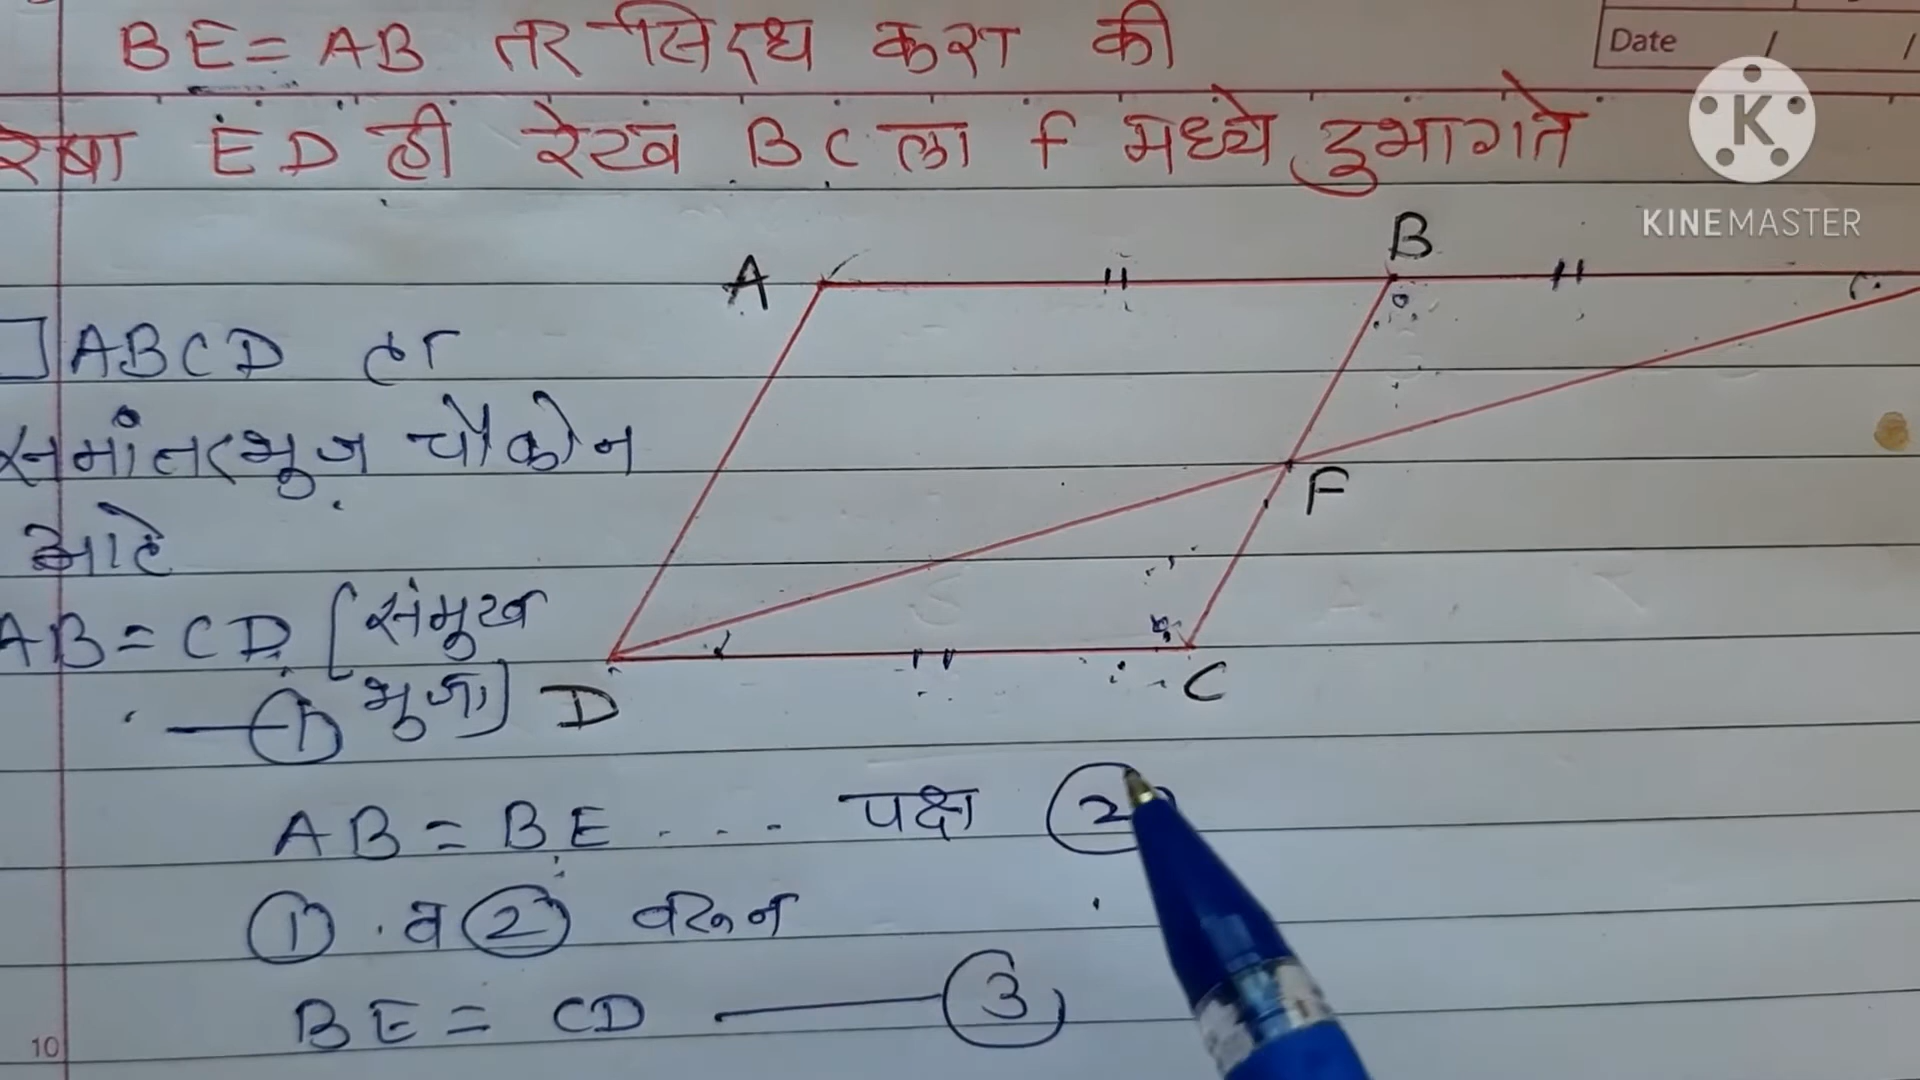 BE = AB तर सिध्ध करा की
Date / /
K
रेषा ED ही रेख BC ला F मध्ये दुभागते
KINEMASTER
A B
□ABCD हा
समांतरभुज चौकोन
F
आहे
AB = CD [संमुख
भुजा]
D C
— ①
AB = BE .... पक्ष ②
① व ② वरून
BE = CD — ③
10